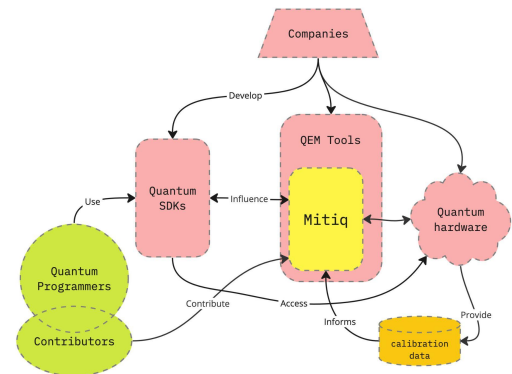 Companies
Develop
QEM Tools
Quantum
SDKs
Use
Influence
Mitiq
Quantum
hardware
Quantum
Programmers
Contribute
Access
Informs
Provide
Contributors
calibration
data